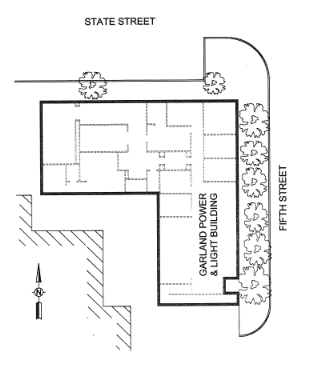 STATE STREET
GARLAND POWER
& LIGHT BUILDING
FIFTH STREET
N